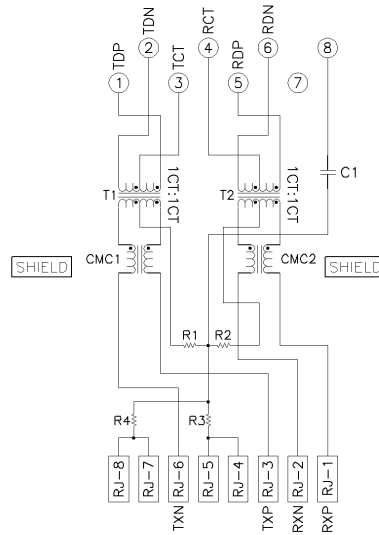 TDP
TDN
TCT
RCT
RDP
RDN
1
2
3
4
5
6
7
8
C1
T1
1CT:1CT
T2
1CT:1CT
SHIELD
CMC1
CMC2
SHIELD
R1
R2
R4
R3
RJ-8
RJ-7
RJ-6
RJ-5
RJ-4
RJ-3
RJ-2
RJ-1
TXN
TXP
RXN
RXP